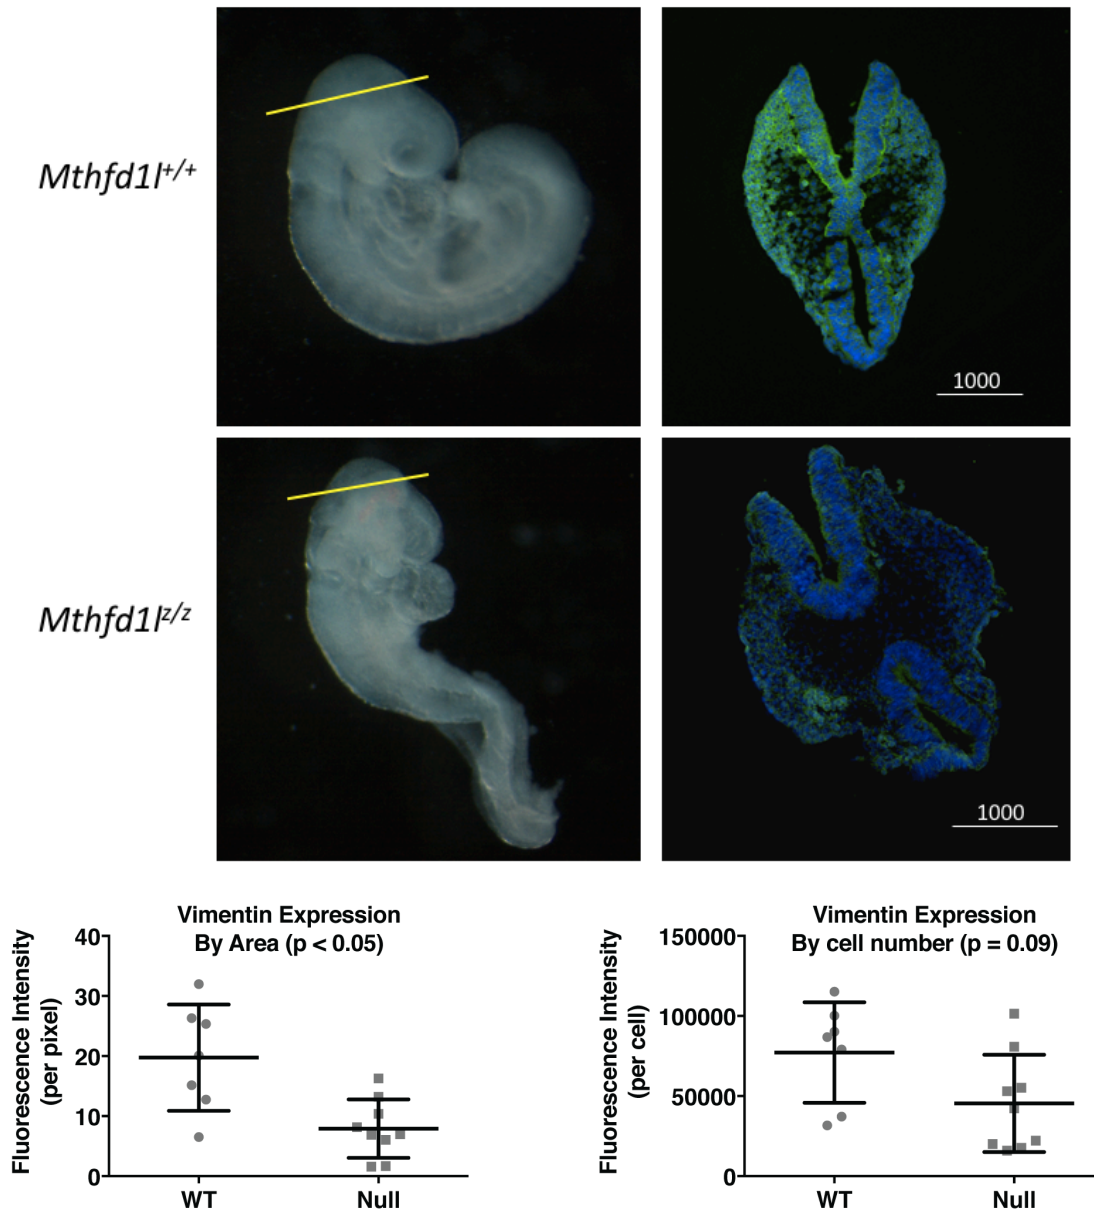 Mthfd1l+/+
1000
Mthfd1lz/z
1000
Vimentin Expression
By Area (p < 0.05)
Fluorescence Intensity
(per pixel)
40
30
20
10
0
WT
Null
Vimentin Expression
By cell number (p = 0.09)
Fluorescence Intensity
(per cell)
150000
100000
50000
0
WT
Null